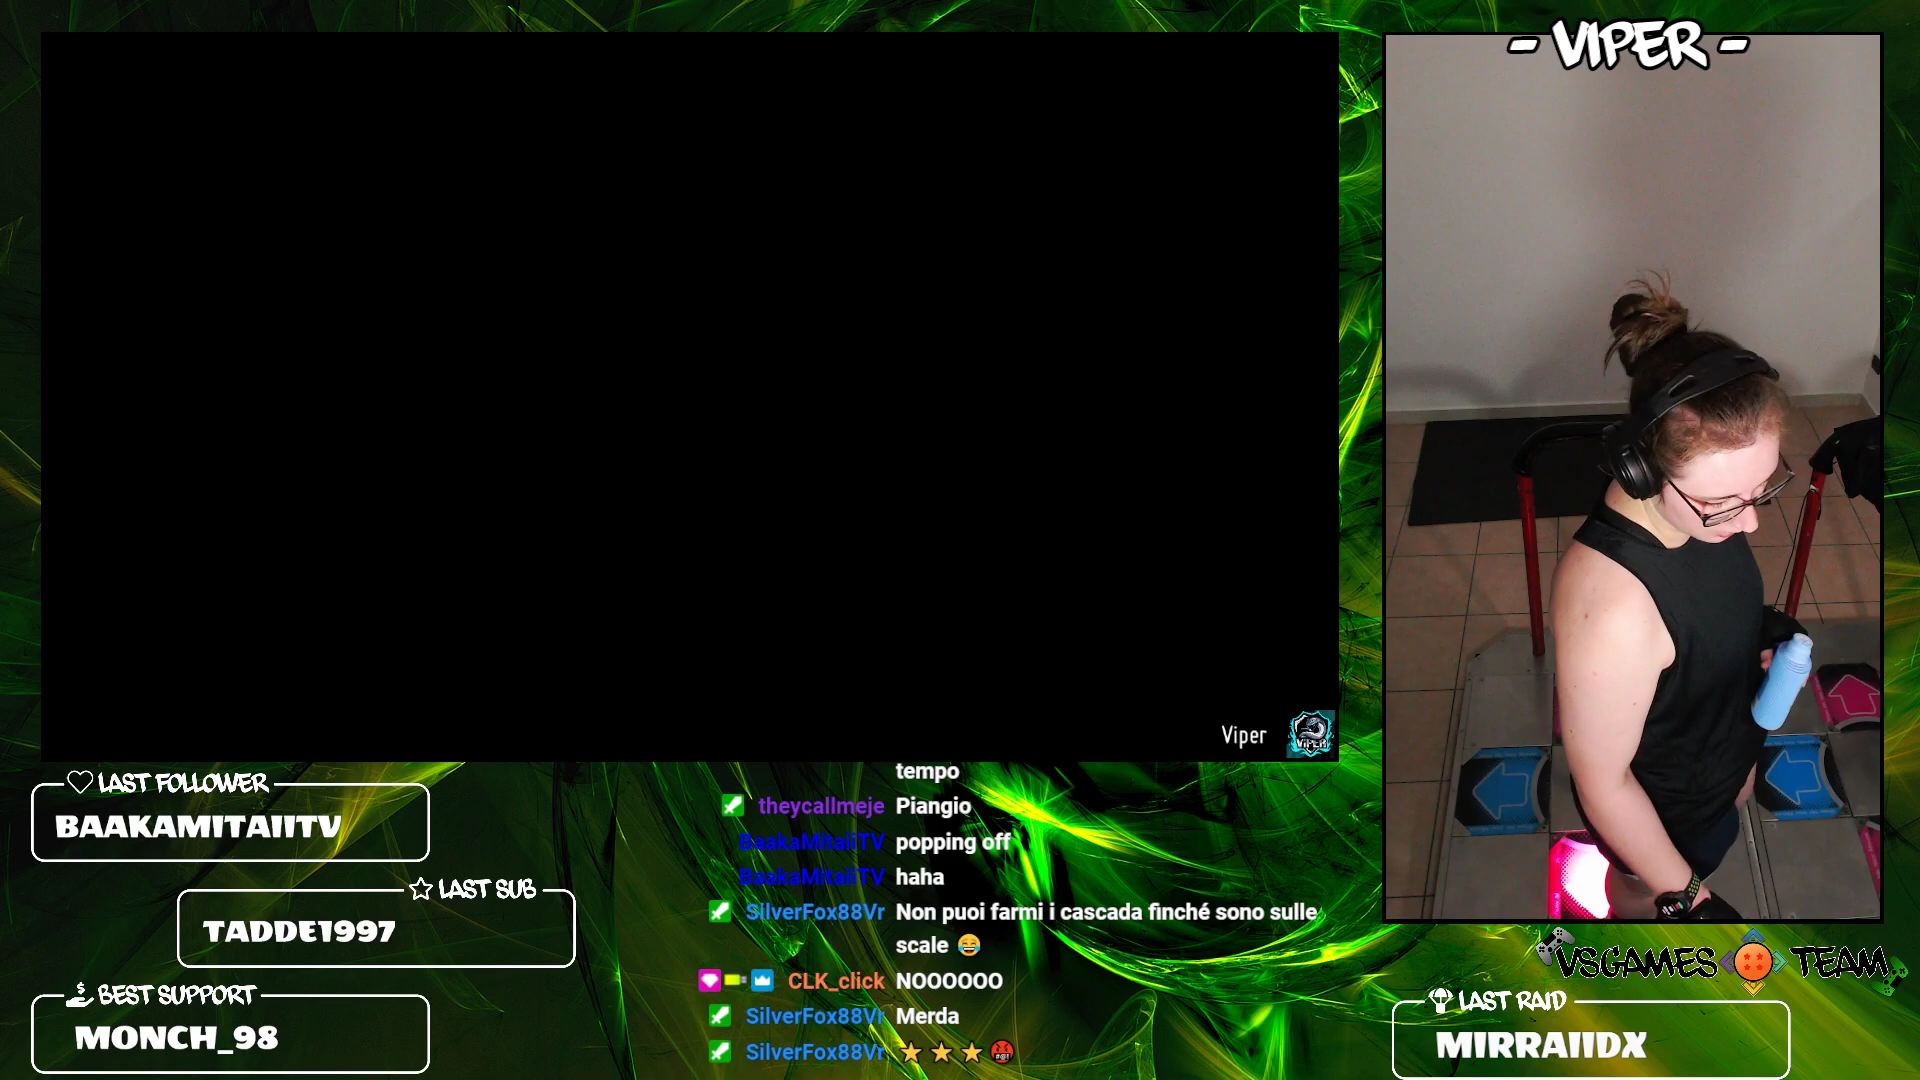 - VIPER -
Viper
VIPER
LAST FOLLOWER
BAAKAMITAIITV
LAST SUB
TADDE1997
BEST SUPPORT
MONCH_98
tempo
theycallmeje Piangio
BaakaMitaiiTV popping off
BaakaMitaiiTV haha
SilverFox88Vr Non puoi farmi i cascada finché sono sulle
scale 😂
CLK_click NOOOOOO
SilverFox88Vr Merda
SilverFox88Vr ⭐⭐⭐🤬
VSGAMES TEAM
LAST RAID
MIRRAIIDX